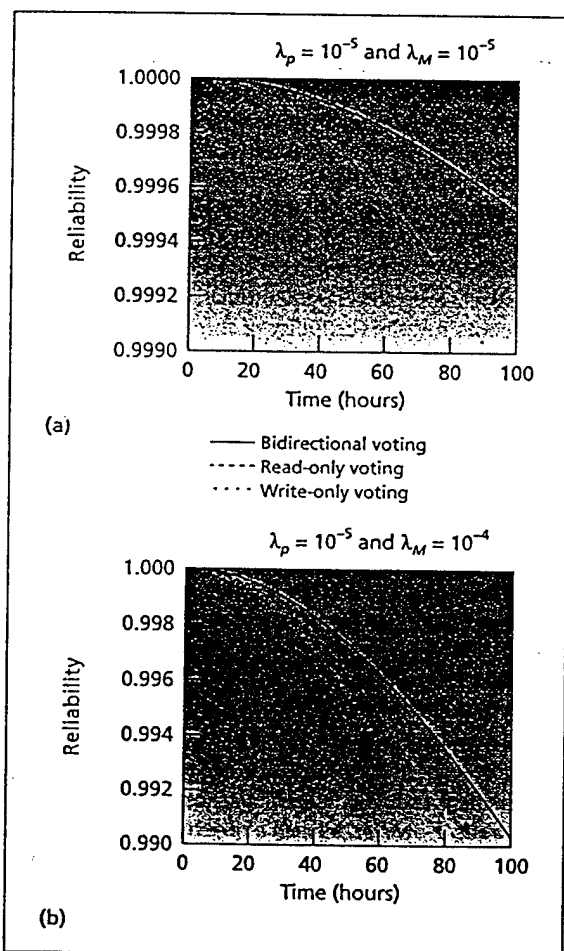 λp = 10⁻⁵ and λM = 10⁻⁵
1.0000
0.9998
0.9996
0.9994
0.9992
0.9990
Reliability
0 20 40 60 80 100
Time (hours)
(a)
Bidirectional voting
Read-only voting
Write-only voting
λp = 10⁻⁵ and λM = 10⁻⁴
1.000
0.998
0.996
0.994
0.992
0.990
Reliability
0 20 40 60 80 100
Time (hours)
(b)